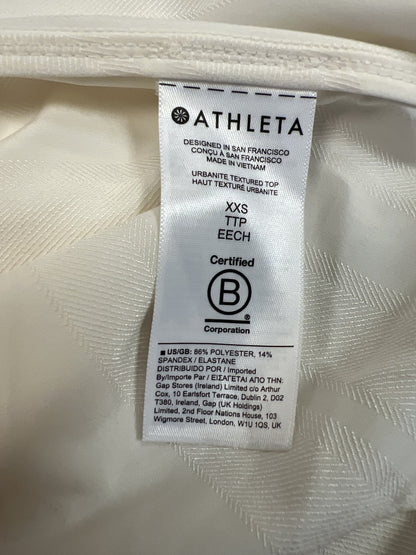 ATHLETA
DESIGNED IN SAN FRANCISCO
CONÇU À SAN FRANCISCO
MADE IN VIETNAM
URBANITE TEXTURED TOP
HAUT TEXTURÉ URBANITE
XXS
TTP
EECH
Certified
B
®
Corporation
■ US/GB: 86% POLYESTER, 14%
SPANDEX / ELASTANE
DISTRIBUIDO POR / Imported
By/Importe Par / ΕΙΣΑΓΕΤΑΙ ΑΠΟ ΤΗΝ:
Gap Stores (Ireland) Limited c/o Arthur
Cox, 10 Earlsfort Terrace, Dublin 2, D02
T380, Ireland, Gap (UK Holdings)
Limited, 2nd Floor Nations House, 103
Wigmore Street, London, W1U 1QS, UK